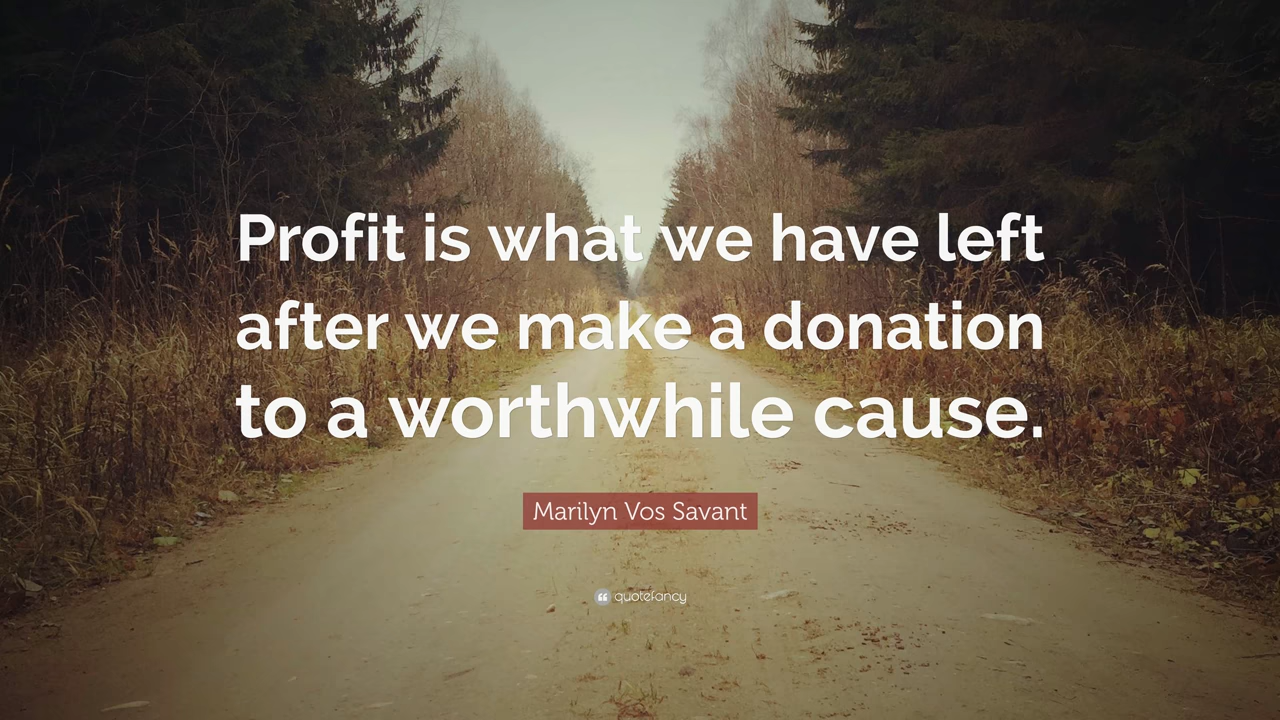 Profit is what we have left
after we make a donation
to a worthwhile cause.
Marilyn Vos Savant
quotefancy